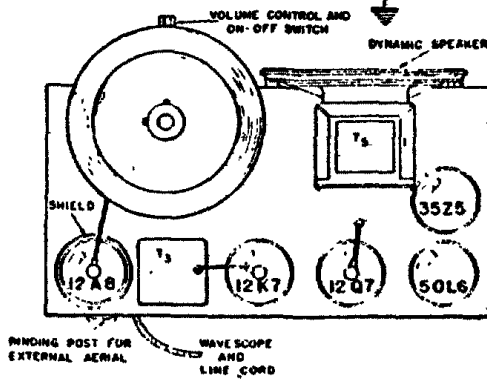 VOLUME CONTROL AND
ON-OFF SWITCH
DYNAMIC SPEAKER
T5
35Z5
SHIELD
T3
12A8
12K7
12Q7
50L6
BINDING POST FOR
EXTERNAL AERIAL
WAVESCOPE
AND
LINE CORD